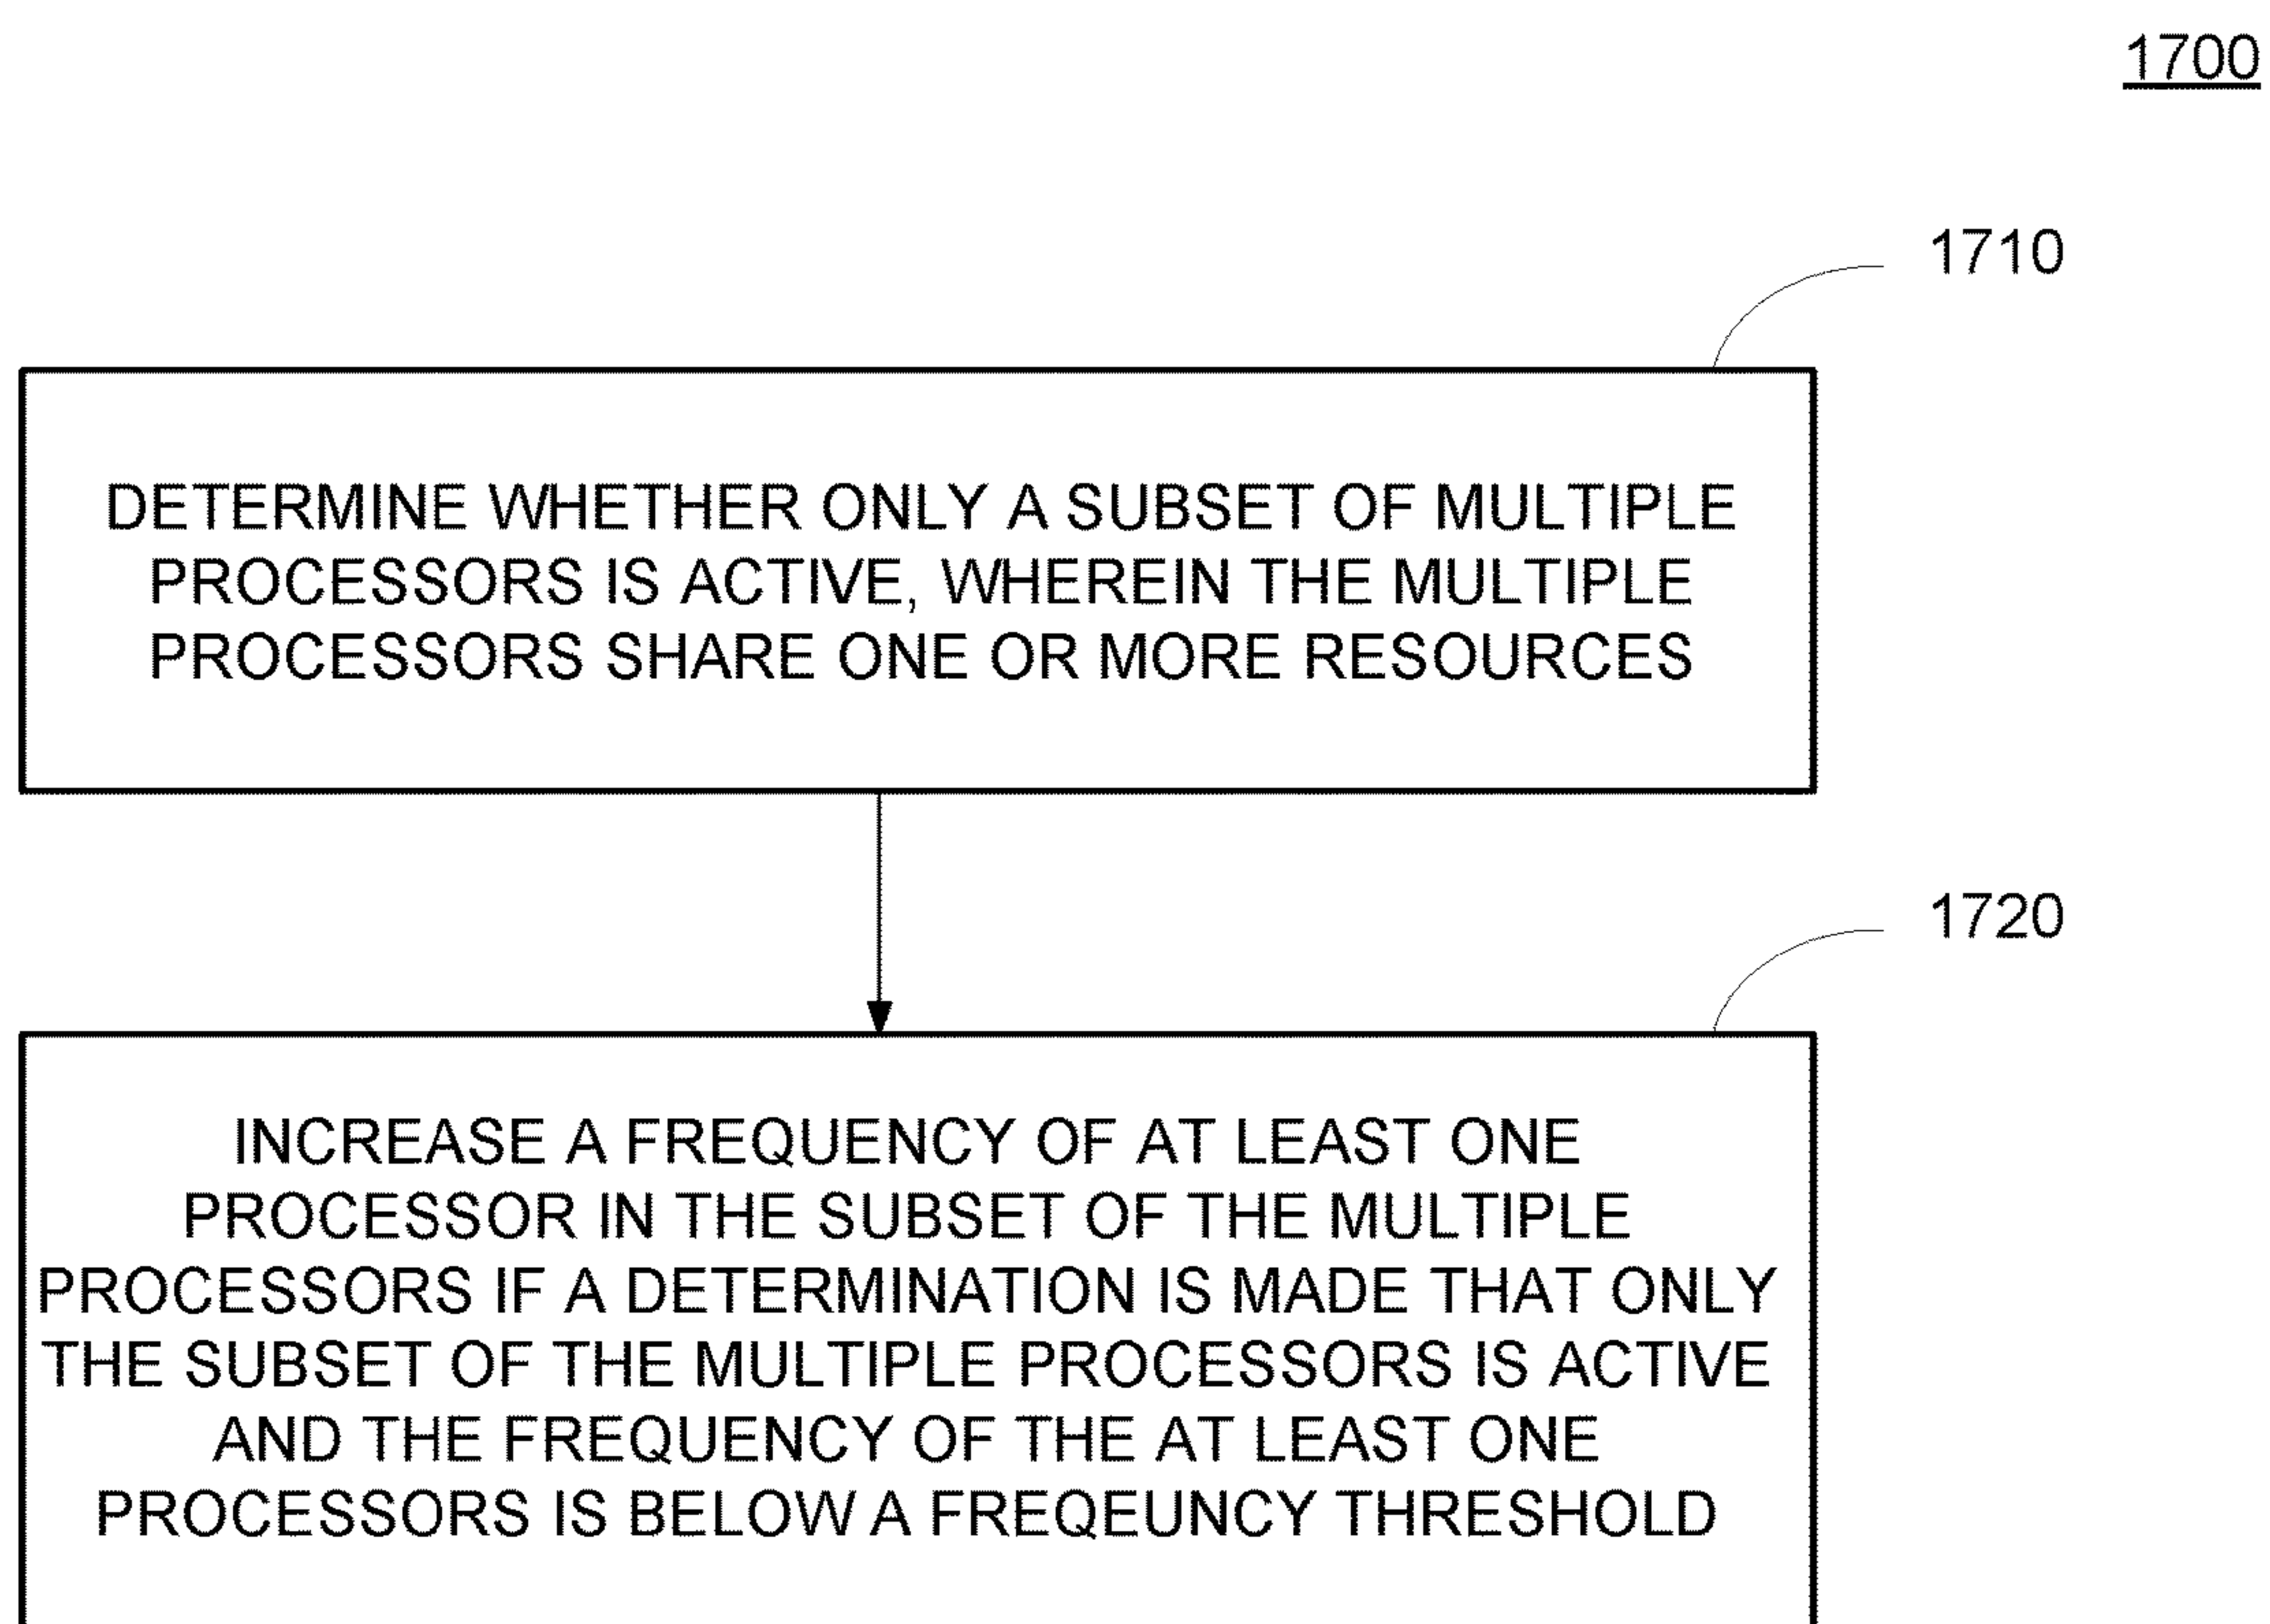 1700
1710
DETERMINE WHETHER ONLY A SUBSET OF MULTIPLE
PROCESSORS IS ACTIVE, WHEREIN THE MULTIPLE
PROCESSORS SHARE ONE OR MORE RESOURCES
1720
INCREASE A FREQUENCY OF AT LEAST ONE
PROCESSOR IN THE SUBSET OF THE MULTIPLE
PROCESSORS IF A DETERMINATION IS MADE THAT ONLY
THE SUBSET OF THE MULTIPLE PROCESSORS IS ACTIVE
AND THE FREQUENCY OF THE AT LEAST ONE
PROCESSORS IS BELOW A FREQEUNCY THRESHOLD